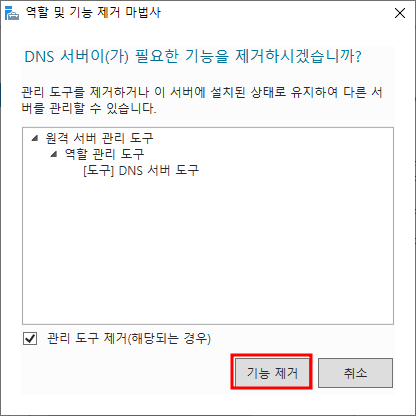 역할 및 기능 제거 마법사
DNS 서버이(가) 필요한 기능을 제거하시겠습니까?
관리 도구를 제거하거나 이 서버에 설치된 상태로 유지하여 다른 서
버를 관리할 수 있습니다.
원격 서버 관리 도구
역할 관리 도구
[도구] DNS 서버 도구
관리 도구 제거(해당되는 경우)
기능 제거
취소